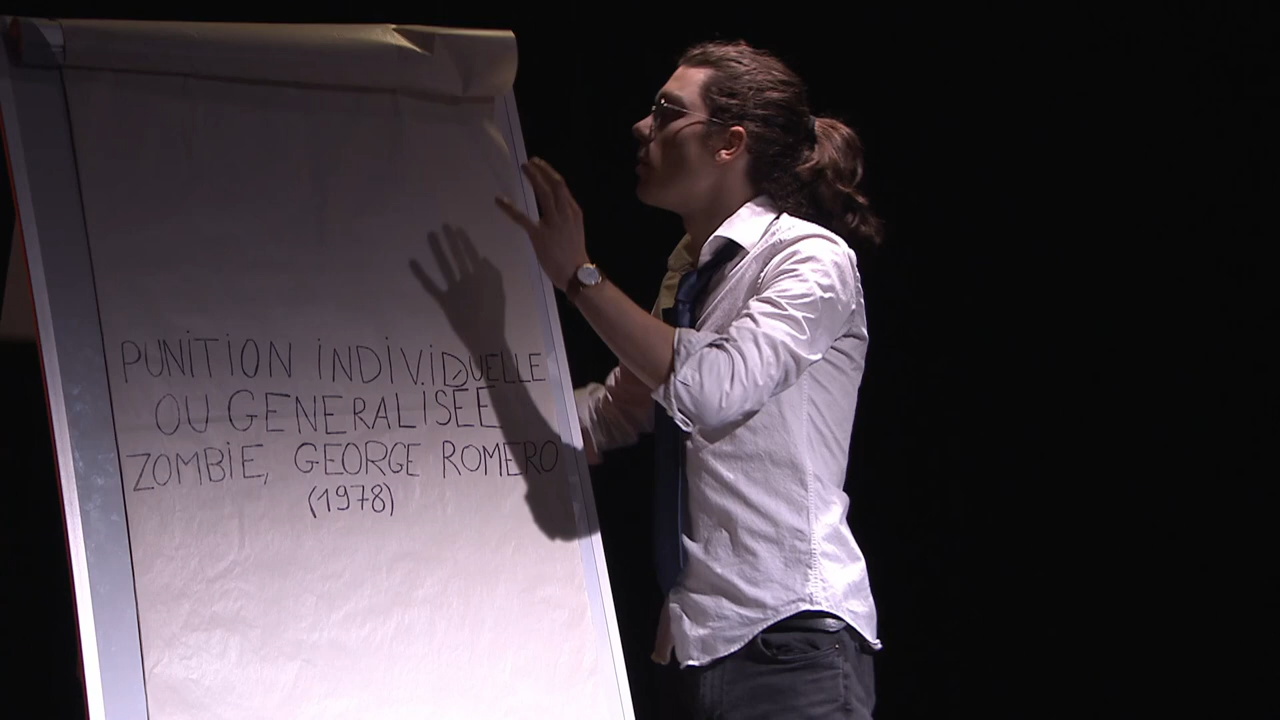 PUNITION INDIVIDUELLE
OU GENERALISÉE
ZOMBIE, GEORGE ROMERO
(1978)